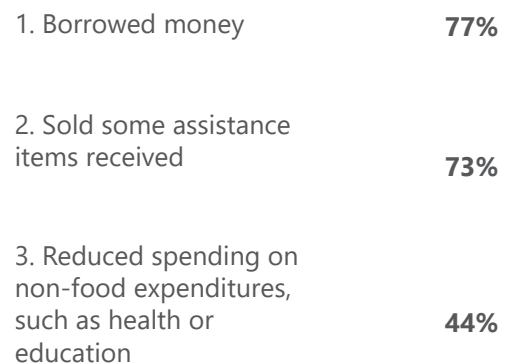 1. Borrowed money 77%
2. Sold some assistance
items received 73%
3. Reduced spending on
non-food expenditures,
such as health or 44%
education